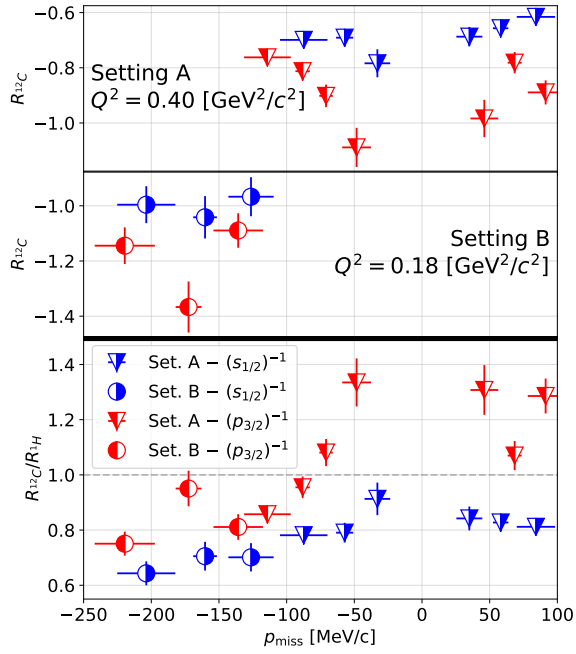 −0.6
−0.8
−1.0
R¹²C
Setting A
Q² = 0.40 [GeV²/c²]
−1.0
−1.2
−1.4
R¹²C
Setting B
Q² = 0.18 [GeV²/c²]
1.4
1.2
1.0
0.8
0.6
R¹²C/R¹H
Set. A − (s₁/₂)⁻¹
Set. B − (s₁/₂)⁻¹
Set. A − (p₃/₂)⁻¹
Set. B − (p₃/₂)⁻¹
−250 −200 −150 −100 −50 0 50 100
pmiss [MeV/c]